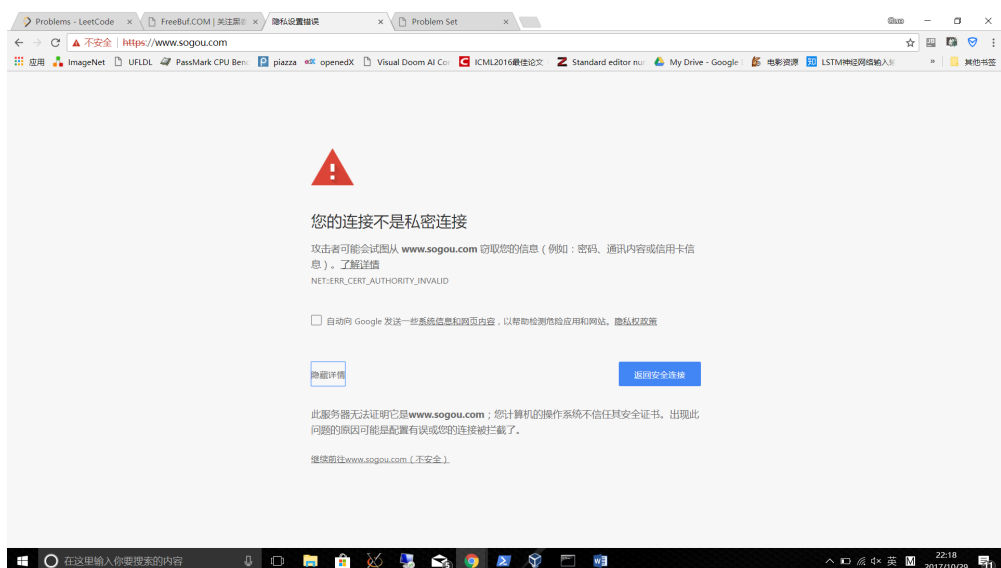 Problems - LeetCode
FreeBuf.COM | 关注黑
隐私设置错误
Problem Set
不安全 | https://www.sogou.com
应用 ImageNet UFLDL PassMark CPU Benc piazza openedX Visual Doom AI Co ICML2016最佳论文 Standard editor nu My Drive - Google 电影资源 LSTM神经网络输入 » 其他书签
您的连接不是私密连接
攻击者可能会试图从 www.sogou.com 窃取您的信息（例如：密码、通讯内容或信用卡信
息）。了解详情
NET::ERR_CERT_AUTHORITY_INVALID
自动向 Google 发送一些系统信息和网页内容，以帮助检测危险应用和网站。隐私权政策
隐藏详情
返回安全连接
此服务器无法证明它是www.sogou.com；您计算机的操作系统不信任其安全证书。出现此
问题的原因可能是配置有误或您的连接被拦截了。
继续前往www.sogou.com（不安全）
在这里输入你要搜索的内容
英
22:18
2017/10/29